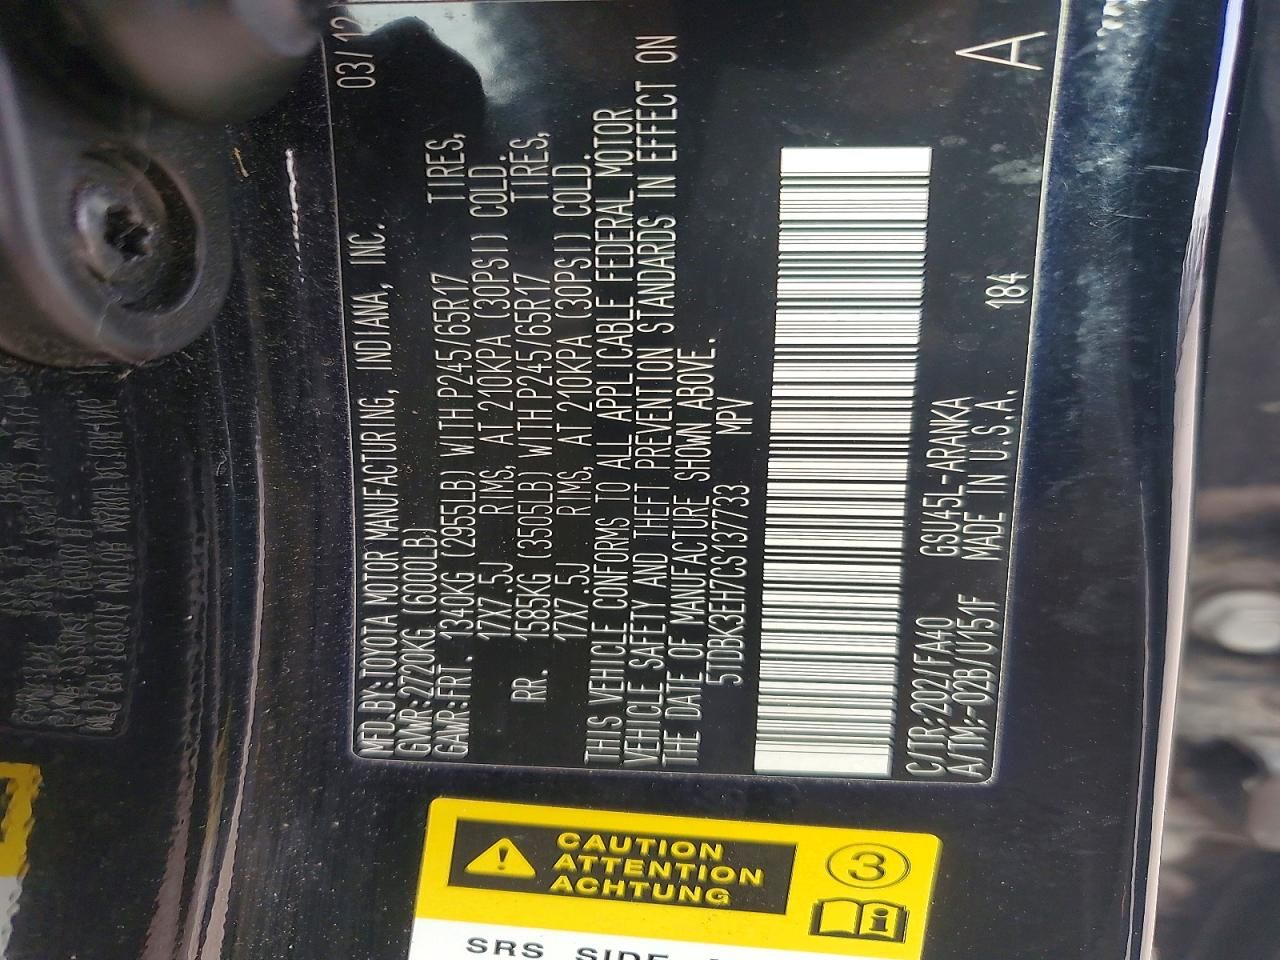 MFD.BY:TOYOTA MOTOR MANUFACTURING, INDIANA, INC. 03/12
GVWR:2720KG (6000LB)
GAWR:FRT. 1340KG (2955LB) WITH P245/65R17 TIRES,
17X7.5J RIMS, AT 210KPA (30PSI) COLD.
RR. 1585KG (3505LB) WITH P245/65R17 TIRES,
17X7.5J RIMS, AT 210KPA (30PSI) COLD.
THIS VEHICLE CONFORMS TO ALL APPLICABLE FEDERAL MOTOR
VEHICLE SAFETY AND THEFT PREVENTION STANDARDS IN EFFECT ON
THE DATE OF MANUFACTURE SHOWN ABOVE.
5TDBK3EH7CS137733 MPV
C/TR:202/FA40 GSU45L-ARANKA
A/TM:-02B/U151F MADE IN U.S.A. 184 A
CAUTION
ATTENTION
ACHTUNG
3
i
SRS SIDE